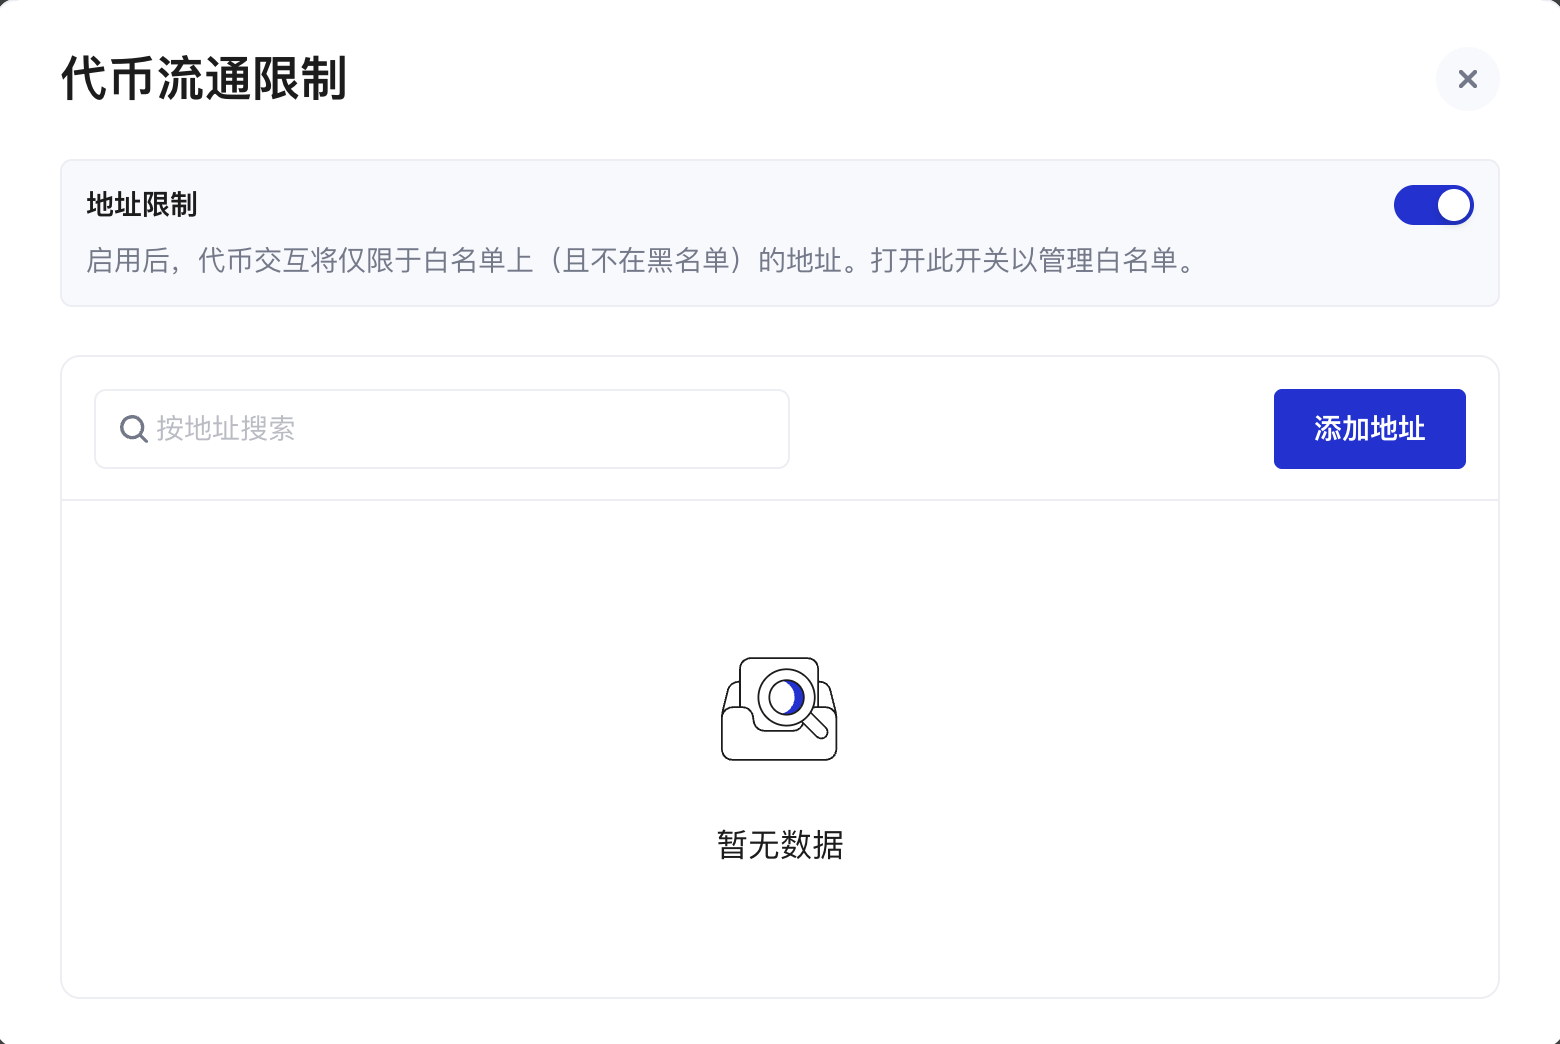 代币流通限制
地址限制
启用后，代币交互将仅限于白名单上（且不在黑名单）的地址。打开此开关以管理白名单。
按地址搜索
添加地址
暂无数据